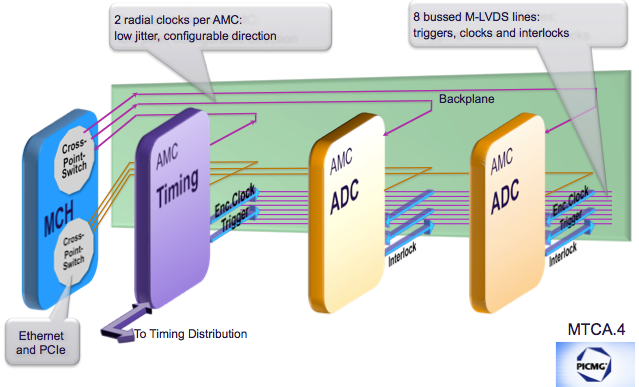 2 radial clocks per AMC:
low jitter, configurable direction
8 bussed M-LVDS lines:
triggers, clocks and interlocks
Backplane
Cross-
Point-
Switch
MCH
Cross-
Point-
Switch
AMC
Timing
Enc.Clock
Trigger
AMC
ADC
Interlock
AMC
ADC
Enc.Clock
Trigger
Interlock
Ethernet
and PCIe
To Timing Distribution
MTCA.4
PICMG